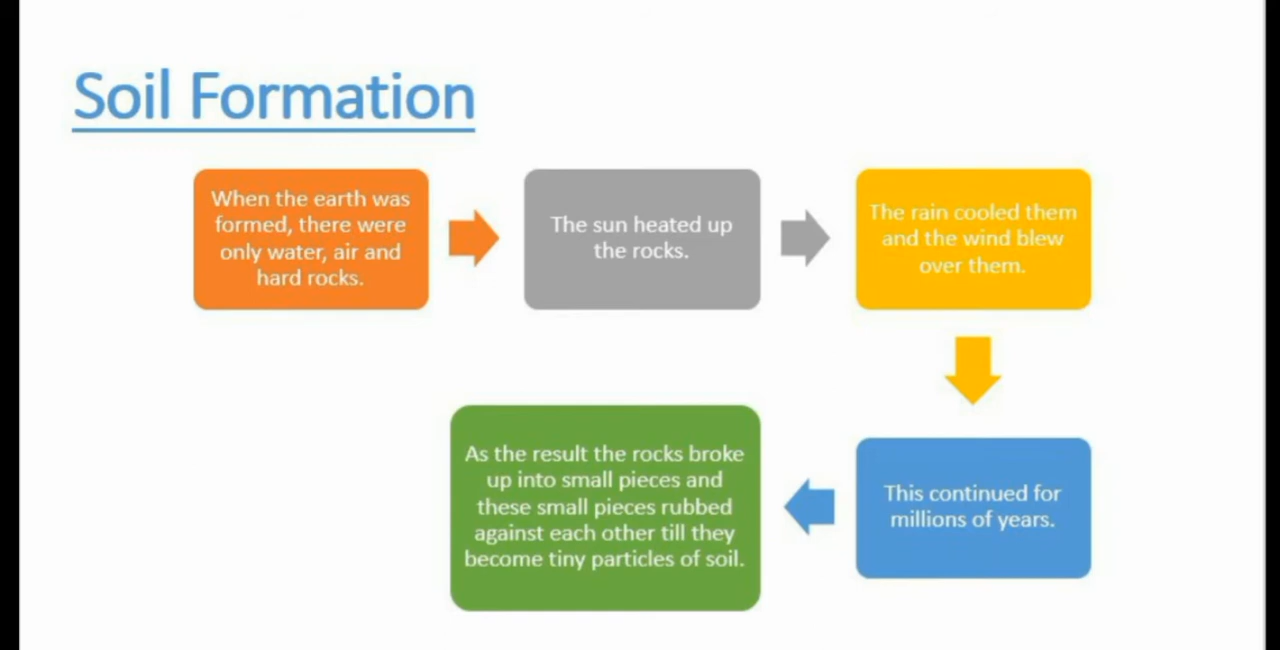 Soil Formation
When the earth was
formed, there were
only water, air and
hard rocks.
The sun heated up
the rocks.
The rain cooled them
and the wind blew
over them.
This continued for
millions of years.
As the result the rocks broke
up into small pieces and
these small pieces rubbed
against each other till they
become tiny particles of soil.